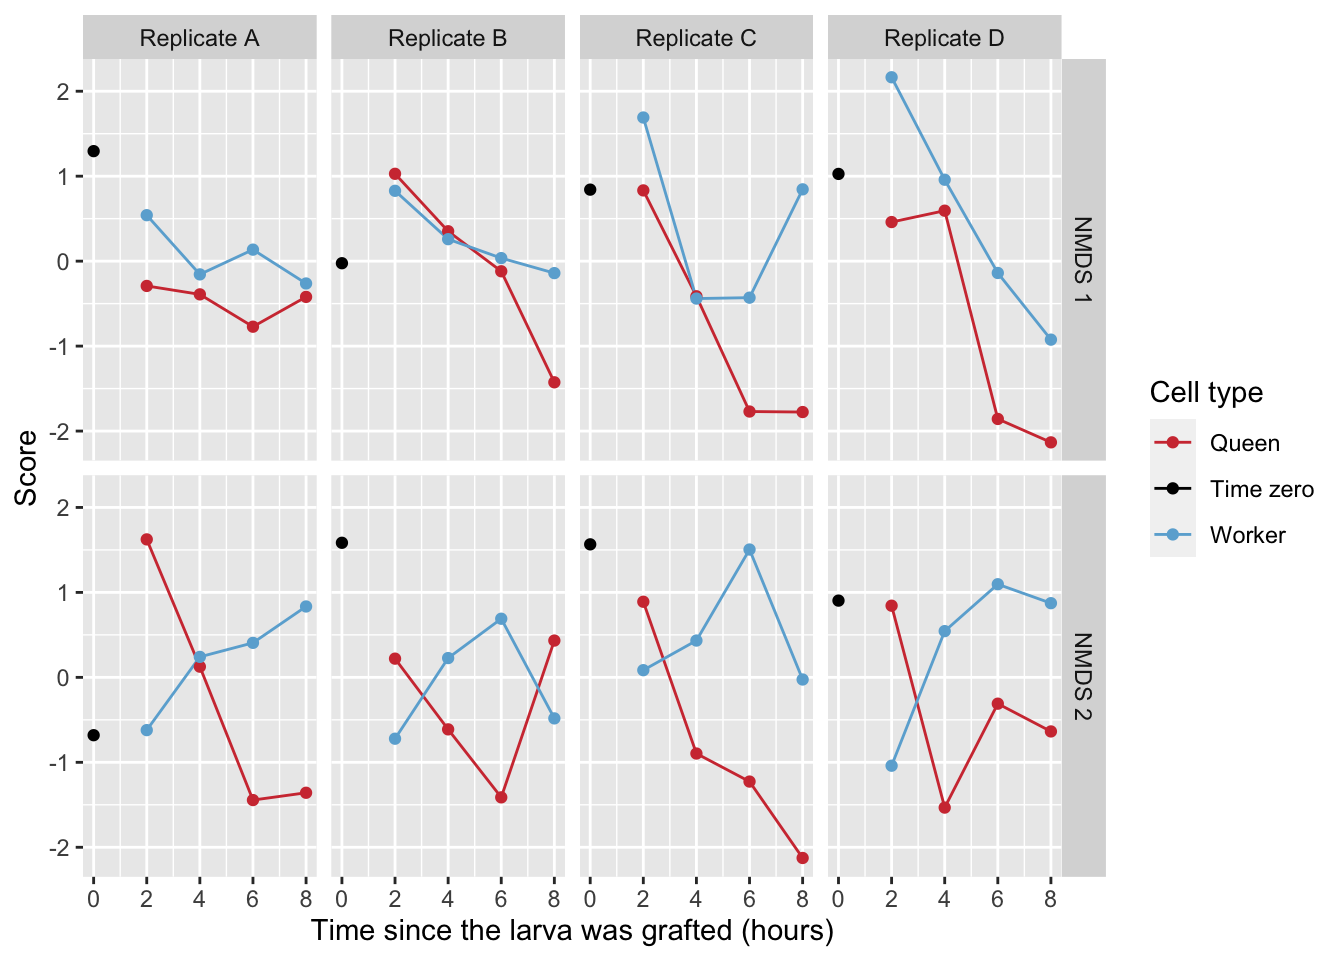 Replicate A Replicate B Replicate C Replicate D
2
1
0
-1
-2
NMDS 1
Score
2
1
0
-1
-2
NMDS 2
0 2 4 6 8 0 2 4 6 8 0 2 4 6 8 0 2 4 6 8
Time since the larva was grafted (hours)
Cell type
Queen
Time zero
Worker